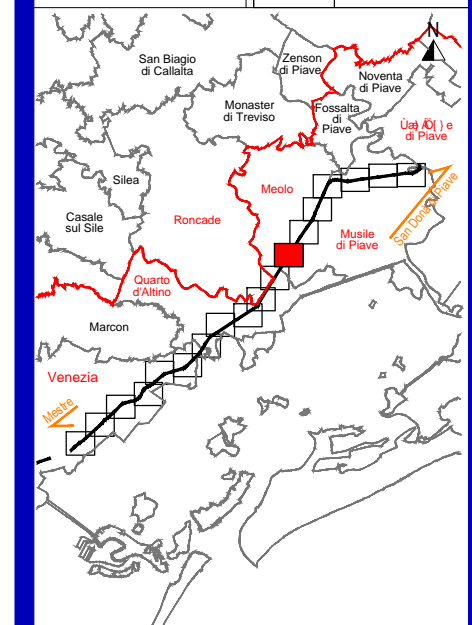 N
San Biagio
di Callalta
Zenson
di Piave
Noventa
di Piave
Monaster
di Treviso
Fossalta
di
Piave
di Piave
Silea
Meolo
Casale
sul Sile
Roncade
Musile
di Piave
San Donà di Piave
Quarto
d'Altino
Marcon
Venezia
Mestre